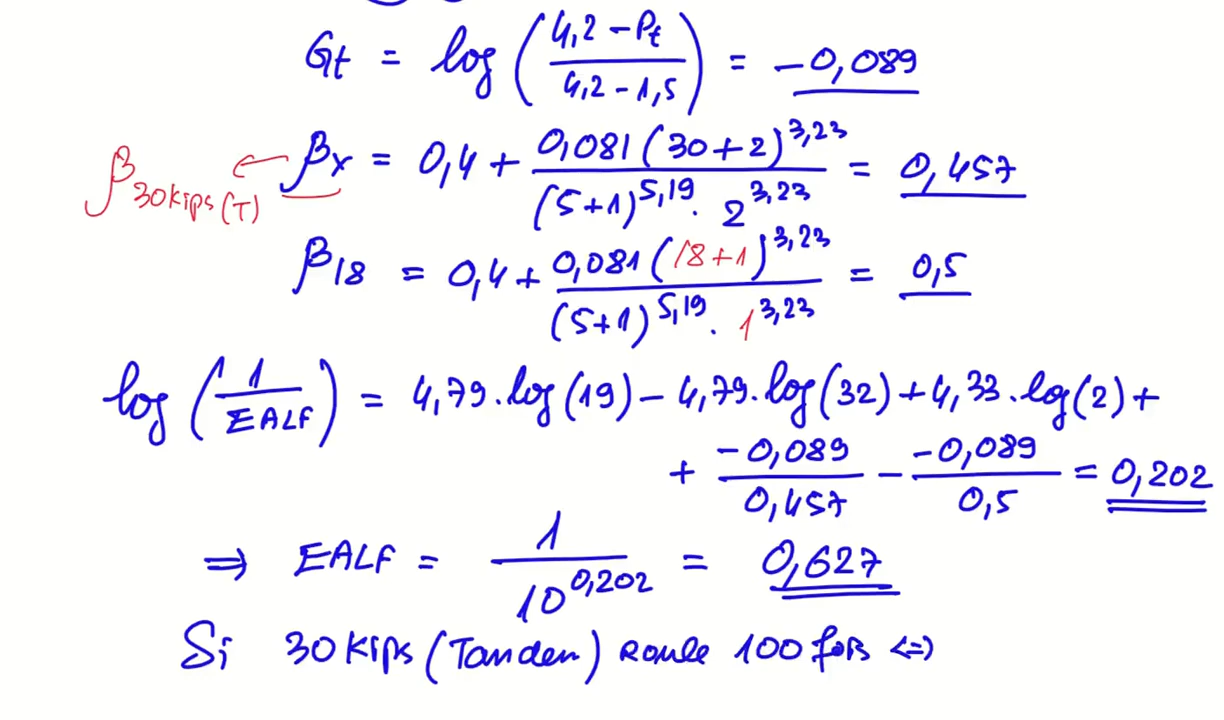 Gt = log ( (4,2 - Pt) / (4,2 - 1,5) ) = -0,089
β30kips(T) ← βx = 0,4 + 0,081(30+2)^3,23 / ((5+1)^5,19 . 2^3,23) = 0,457
β18 = 0,4 + 0,081(18+1)^3,23 / ((5+1)^5,19 . 1^3,23) = 0,5
log (1/EALF) = 4,79.log(19) - 4,79.log(32) + 4,33.log(2) +
+ -0,089/0,457 - -0,089/0,5 = 0,202
⇒ EALF = 1/10^0,202 = 0,627
Si 30 kips (Tandem) roule 100 fois ⇔